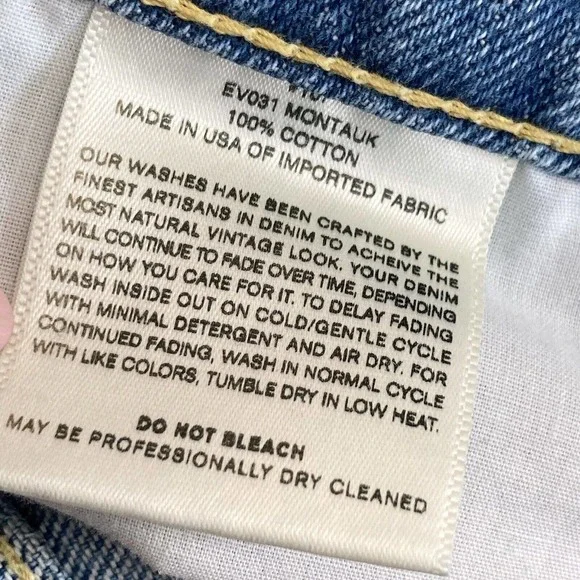 EV031 MONTAUK
100% COTTON
MADE IN USA OF IMPORTED FABRIC
OUR WASHES HAVE BEEN CRAFTED BY THE
FINEST ARTISANS IN DENIM TO ACHEIVE THE
MOST NATURAL VINTAGE LOOK. YOUR DENIM
WILL CONTINUE TO FADE OVER TIME, DEPENDING
ON HOW YOU CARE FOR IT. TO DELAY FADING
WASH INSIDE OUT ON COLD/GENTLE CYCLE
WITH MINIMAL DETERGENT AND AIR DRY. FOR
CONTINUED FADING, WASH IN NORMAL CYCLE
WITH LIKE COLORS, TUMBLE DRY IN LOW HEAT.
DO NOT BLEACH
MAY BE PROFESSIONALLY DRY CLEANED